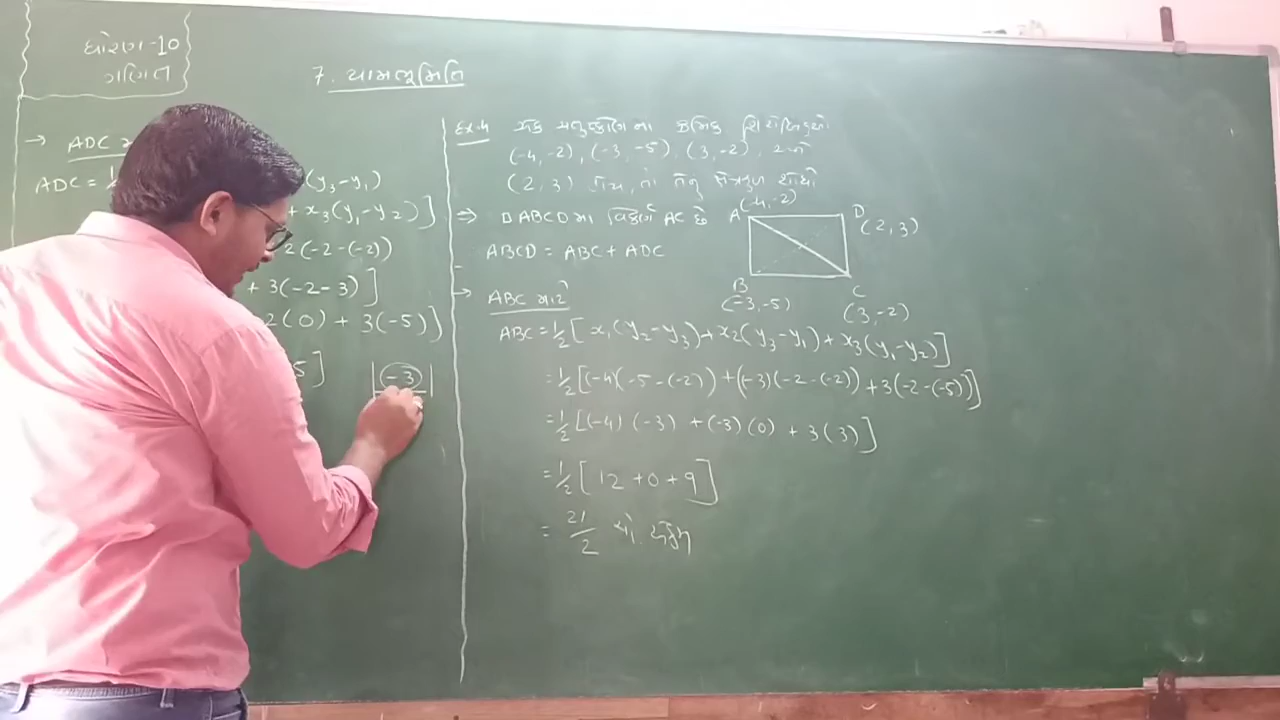 ધોરણ-10
ગણિત
7. યામભૂમિતિ
→ ADC મ
ADC = ½ (y₃-y₁)
+ x₃(y₁-y₂)]
2(-2-(-2))
+ 3(-2-3)]
2(0) + 3(-5)]
5]
|-3|
Ex.4 એક ચતુષ્કોણના ક્રમિક શિરોબિંદુઓ
(-4,-2), (-3,-5), (3,-2), અને
(2,3) હોય, તો તેનું ક્ષેત્રફળ શોધો
⇒ □ABCD મા વિકર્ણ AC છે
ABCD = ABC + ADC
A (-4,-2)
D (2,3)
B (-3,-5)
C (3,-2)
→ ABC માટે
ABC = ½[x₁(y₂-y₃)+x₂(y₃-y₁)+x₃(y₁-y₂)]
= ½[(-4)(-5-(-2))+(-3)(-2-(-2))+3(-2-(-5))]
= ½[(-4)(-3)+(-3)(0)+3(3)]
= ½[12+0+9]
= 21/2 ચો. એકમ